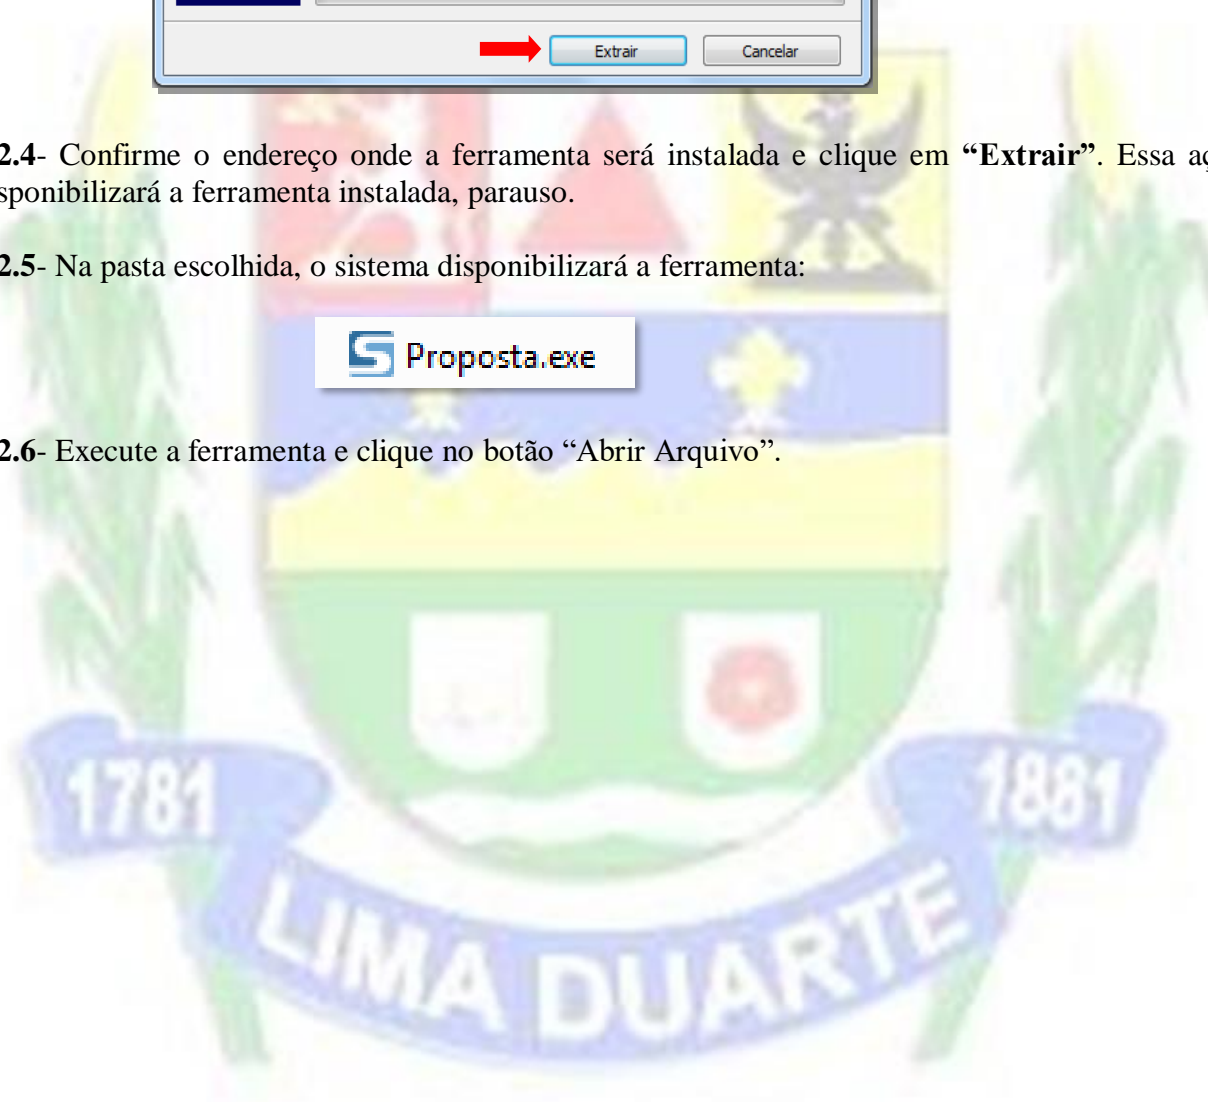 Extrair Cancelar
2.4- Confirme o endereço onde a ferramenta será instalada e clique em “Extrair”. Essa aç
sponibilizará a ferramenta instalada, parauso.
2.5- Na pasta escolhida, o sistema disponibilizará a ferramenta:
Proposta.exe
2.6- Execute a ferramenta e clique no botão “Abrir Arquivo”.
1781 1881
LIMA DUARTE